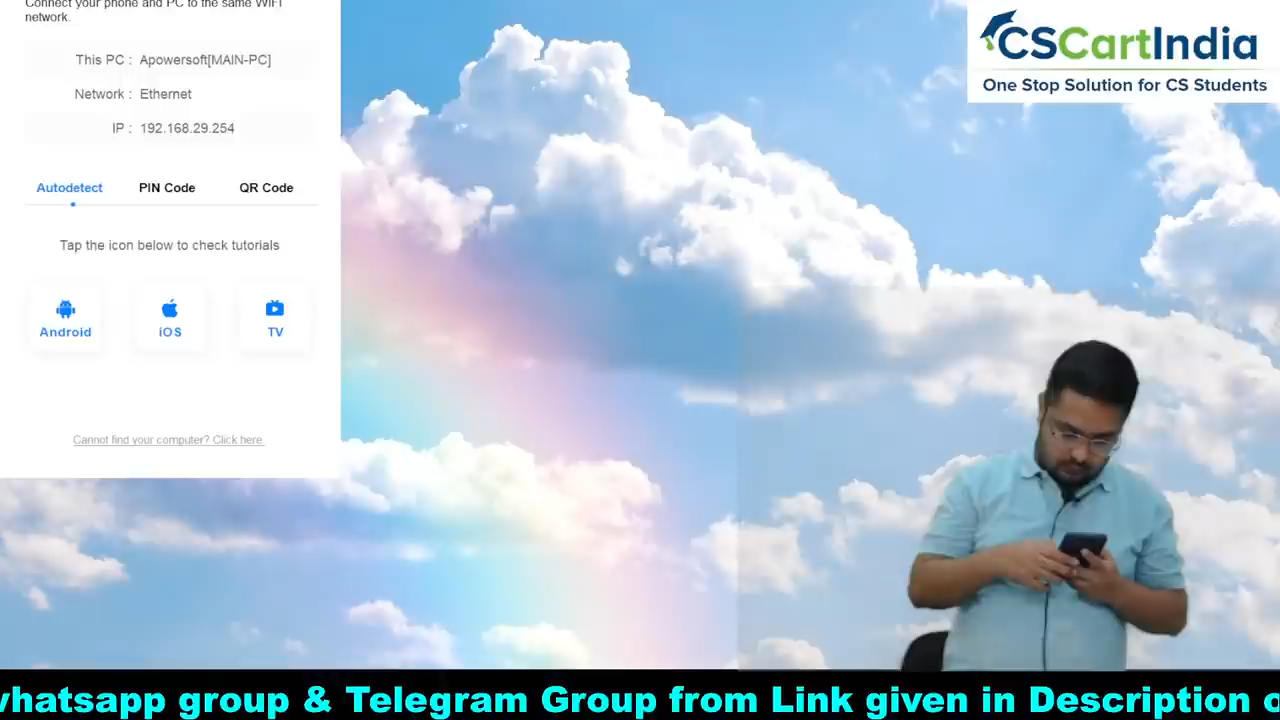 Connect your phone and PC to the same WIFI
network.
This PC : Apowersoft[MAIN-PC]
Network : Ethernet
IP : 192.168.29.254
Autodetect PIN Code QR Code
Tap the icon below to check tutorials
Android iOS TV
Cannot find your computer? Click here.
CSCartIndia
One Stop Solution for CS Students
whatsapp group & Telegram Group from Link given in Description o